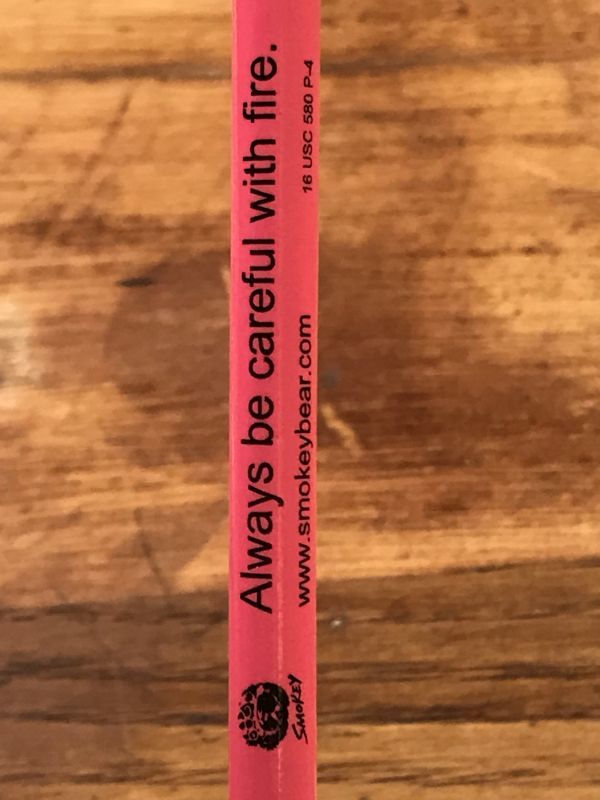 Always be careful with fire.
SMOKEY
www.smokeybear.com
16 USC 580 P-4